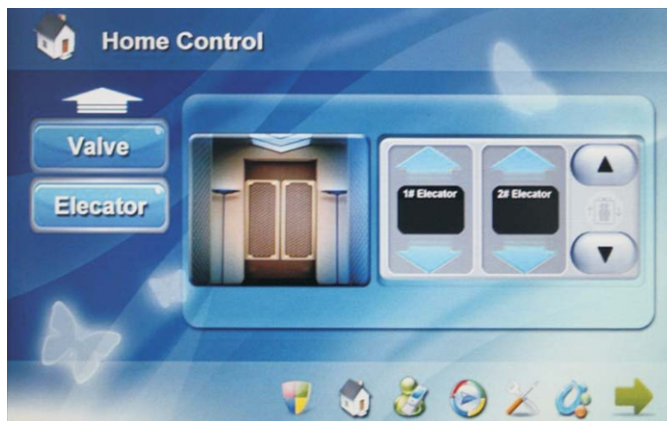 Home Control
Valve
Elecator
1# Elecator
2# Elecator